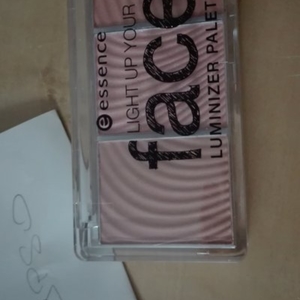 essence
LIGHT UP YOUR
face
LUMINIZER PALET